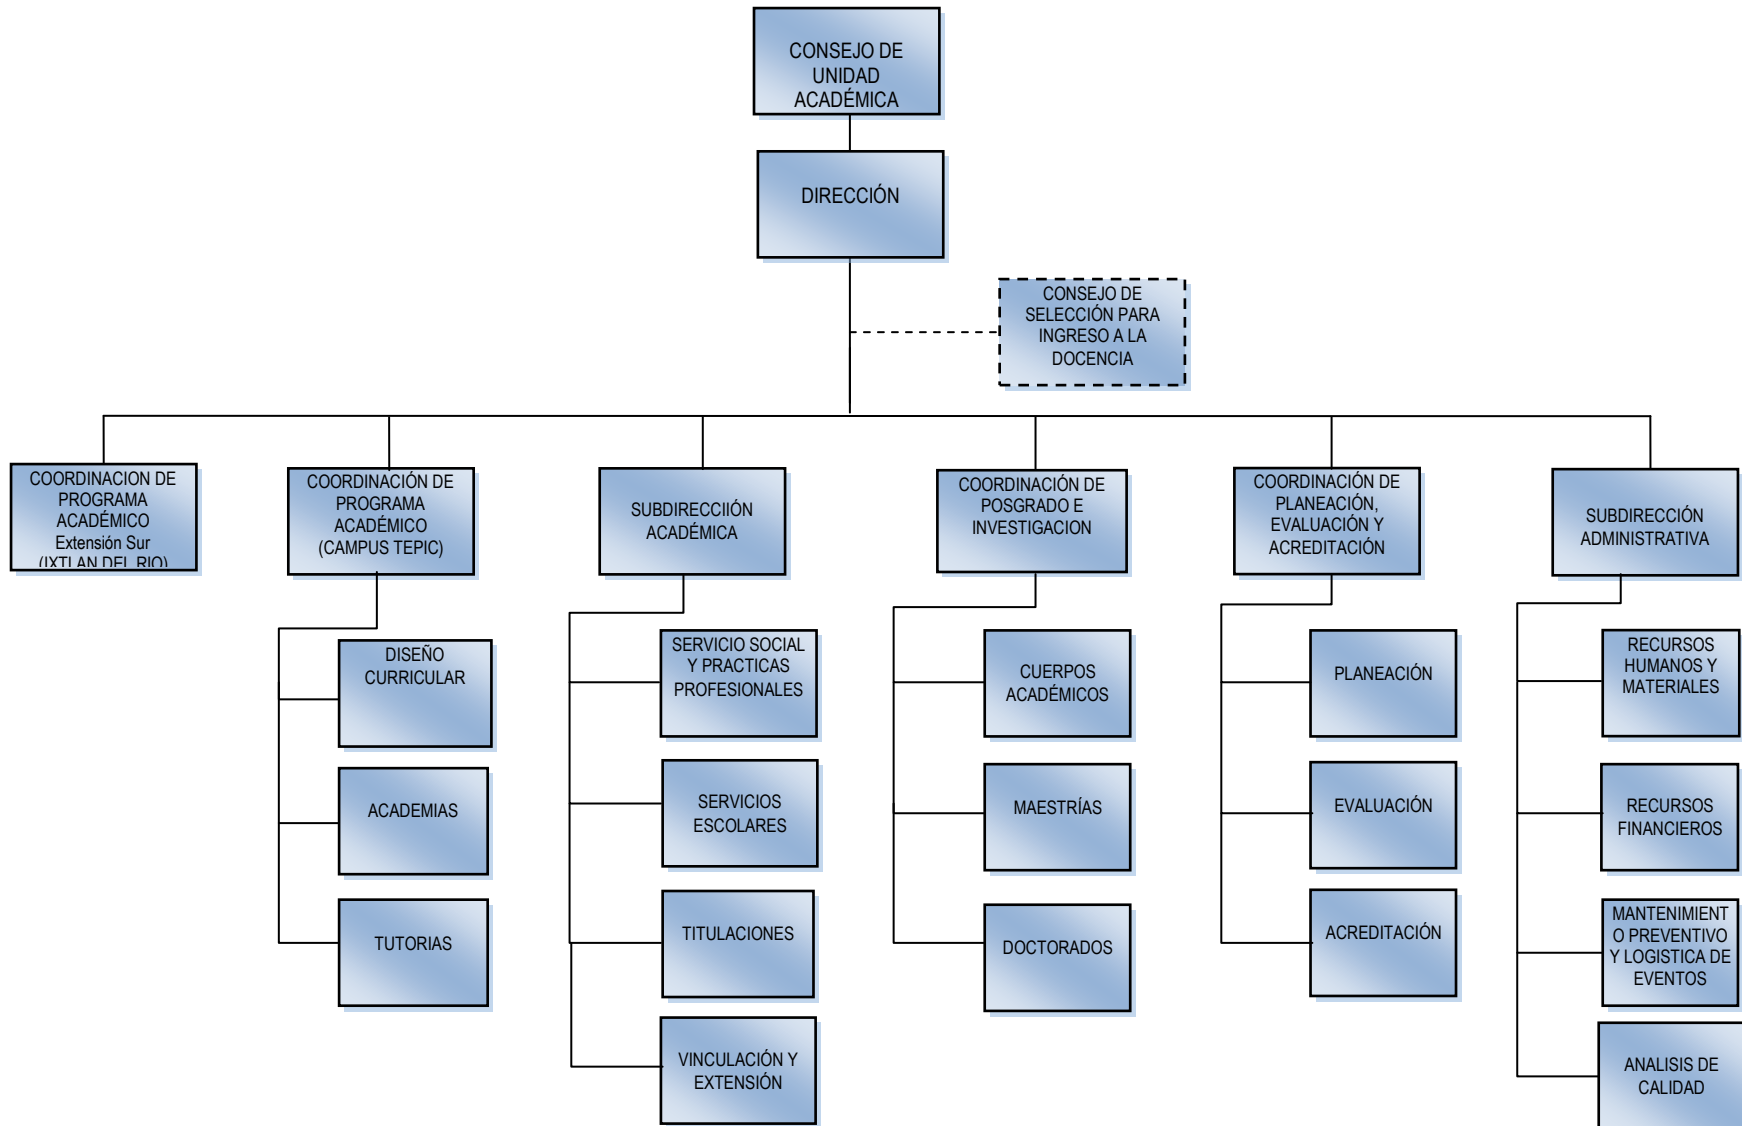 CONSEJO DE
UNIDAD
ACADÉMICA
DIRECCIÓN
CONSEJO DE
SELECCIÓN PARA
INGRESO A LA
DOCENCIA
COORDINACION DE
PROGRAMA
ACADÉMICO
Extensión Sur
(IXTLAN DEL RIO)
COORDINACIÓN DE
PROGRAMA
ACADÉMICO
(CAMPUS TEPIC)
SUBDIRECCIIÓN
ACADÉMICA
COORDINACIÓN DE
POSGRADO E
INVESTIGACION
COORDINACIÓN DE
PLANEACIÓN,
EVALUACIÓN Y
ACREDITACIÓN
SUBDIRECCIÓN
ADMINISTRATIVA
DISEÑO
CURRICULAR
ACADEMIAS
TUTORIAS
SERVICIO SOCIAL
Y PRACTICAS
PROFESIONALES
SERVICIOS
ESCOLARES
TITULACIONES
VINCULACIÓN Y
EXTENSIÓN
CUERPOS
ACADÉMICOS
MAESTRÍAS
DOCTORADOS
PLANEACIÓN
EVALUACIÓN
ACREDITACIÓN
RECURSOS
HUMANOS Y
MATERIALES
RECURSOS
FINANCIEROS
MANTENIMIENT
O PREVENTIVO
Y LOGISTICA DE
EVENTOS
ANALISIS DE
CALIDAD